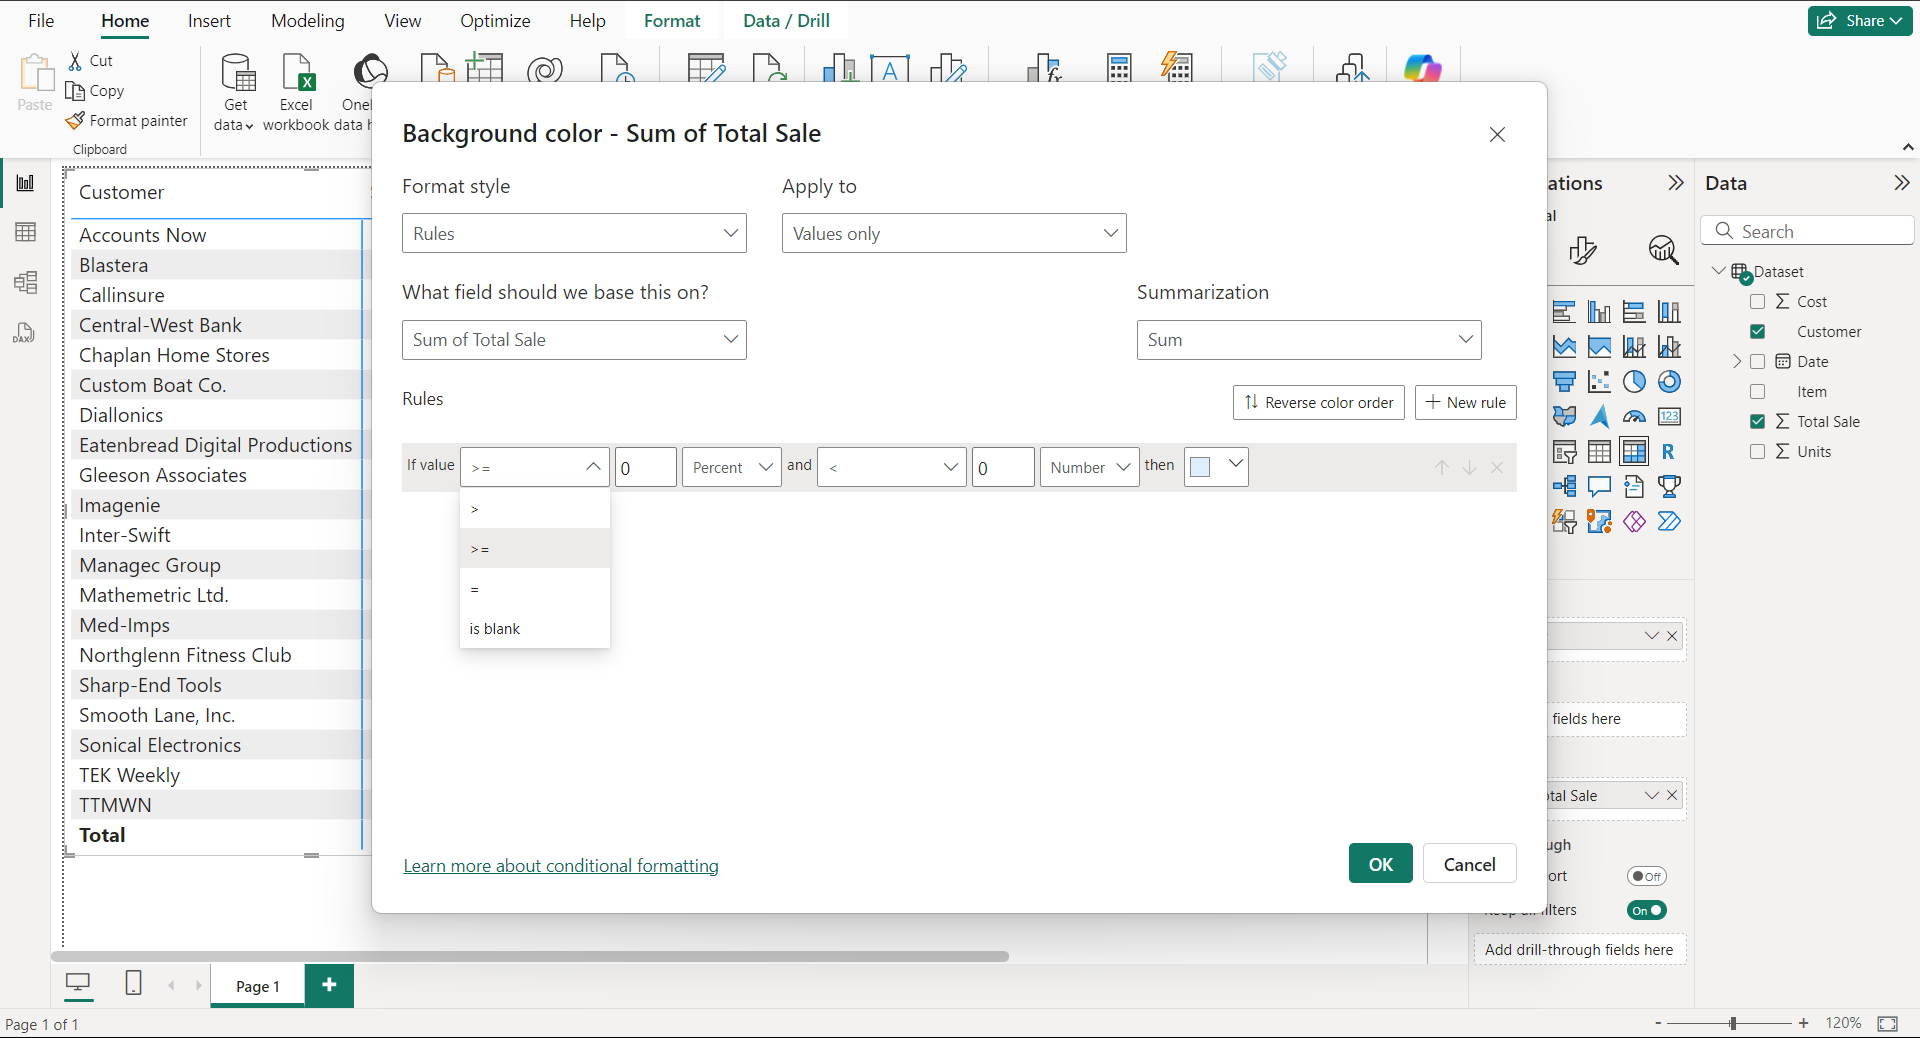 File Home Insert Modeling View Optimize Help Format Data / Drill Share
Paste
Cut
Copy
Format painter
Clipboard
Get data
Excel workbook
OneL
data h
Customer
Accounts Now
Blastera
Callinsure
Central-West Bank
Chaplan Home Stores
Custom Boat Co.
Diallonics
Eatenbread Digital Productions
Gleeson Associates
Imagenie
Inter-Swift
Managec Group
Mathemetric Ltd.
Med-Imps
Northglenn Fitness Club
Sharp-End Tools
Smooth Lane, Inc.
Sonical Electronics
TEK Weekly
TTMWN
Total
Background color - Sum of Total Sale
Format style
Rules
Apply to
Values only
What field should we base this on?
Sum of Total Sale
Summarization
Sum
Rules
Reverse color order
New rule
If value >= 0 Percent and < 0 Number then
>
>=
=
is blank
Learn more about conditional formatting
OK
Cancel
ations
al
fields here
otal Sale
ugh
ort
Off
filters
On
Add drill-through fields here
Data
Search
Dataset
Cost
Customer
Date
Item
Total Sale
Units
DAX
A
fx
123
R
Page 1
+
Page 1 of 1
- + 120%